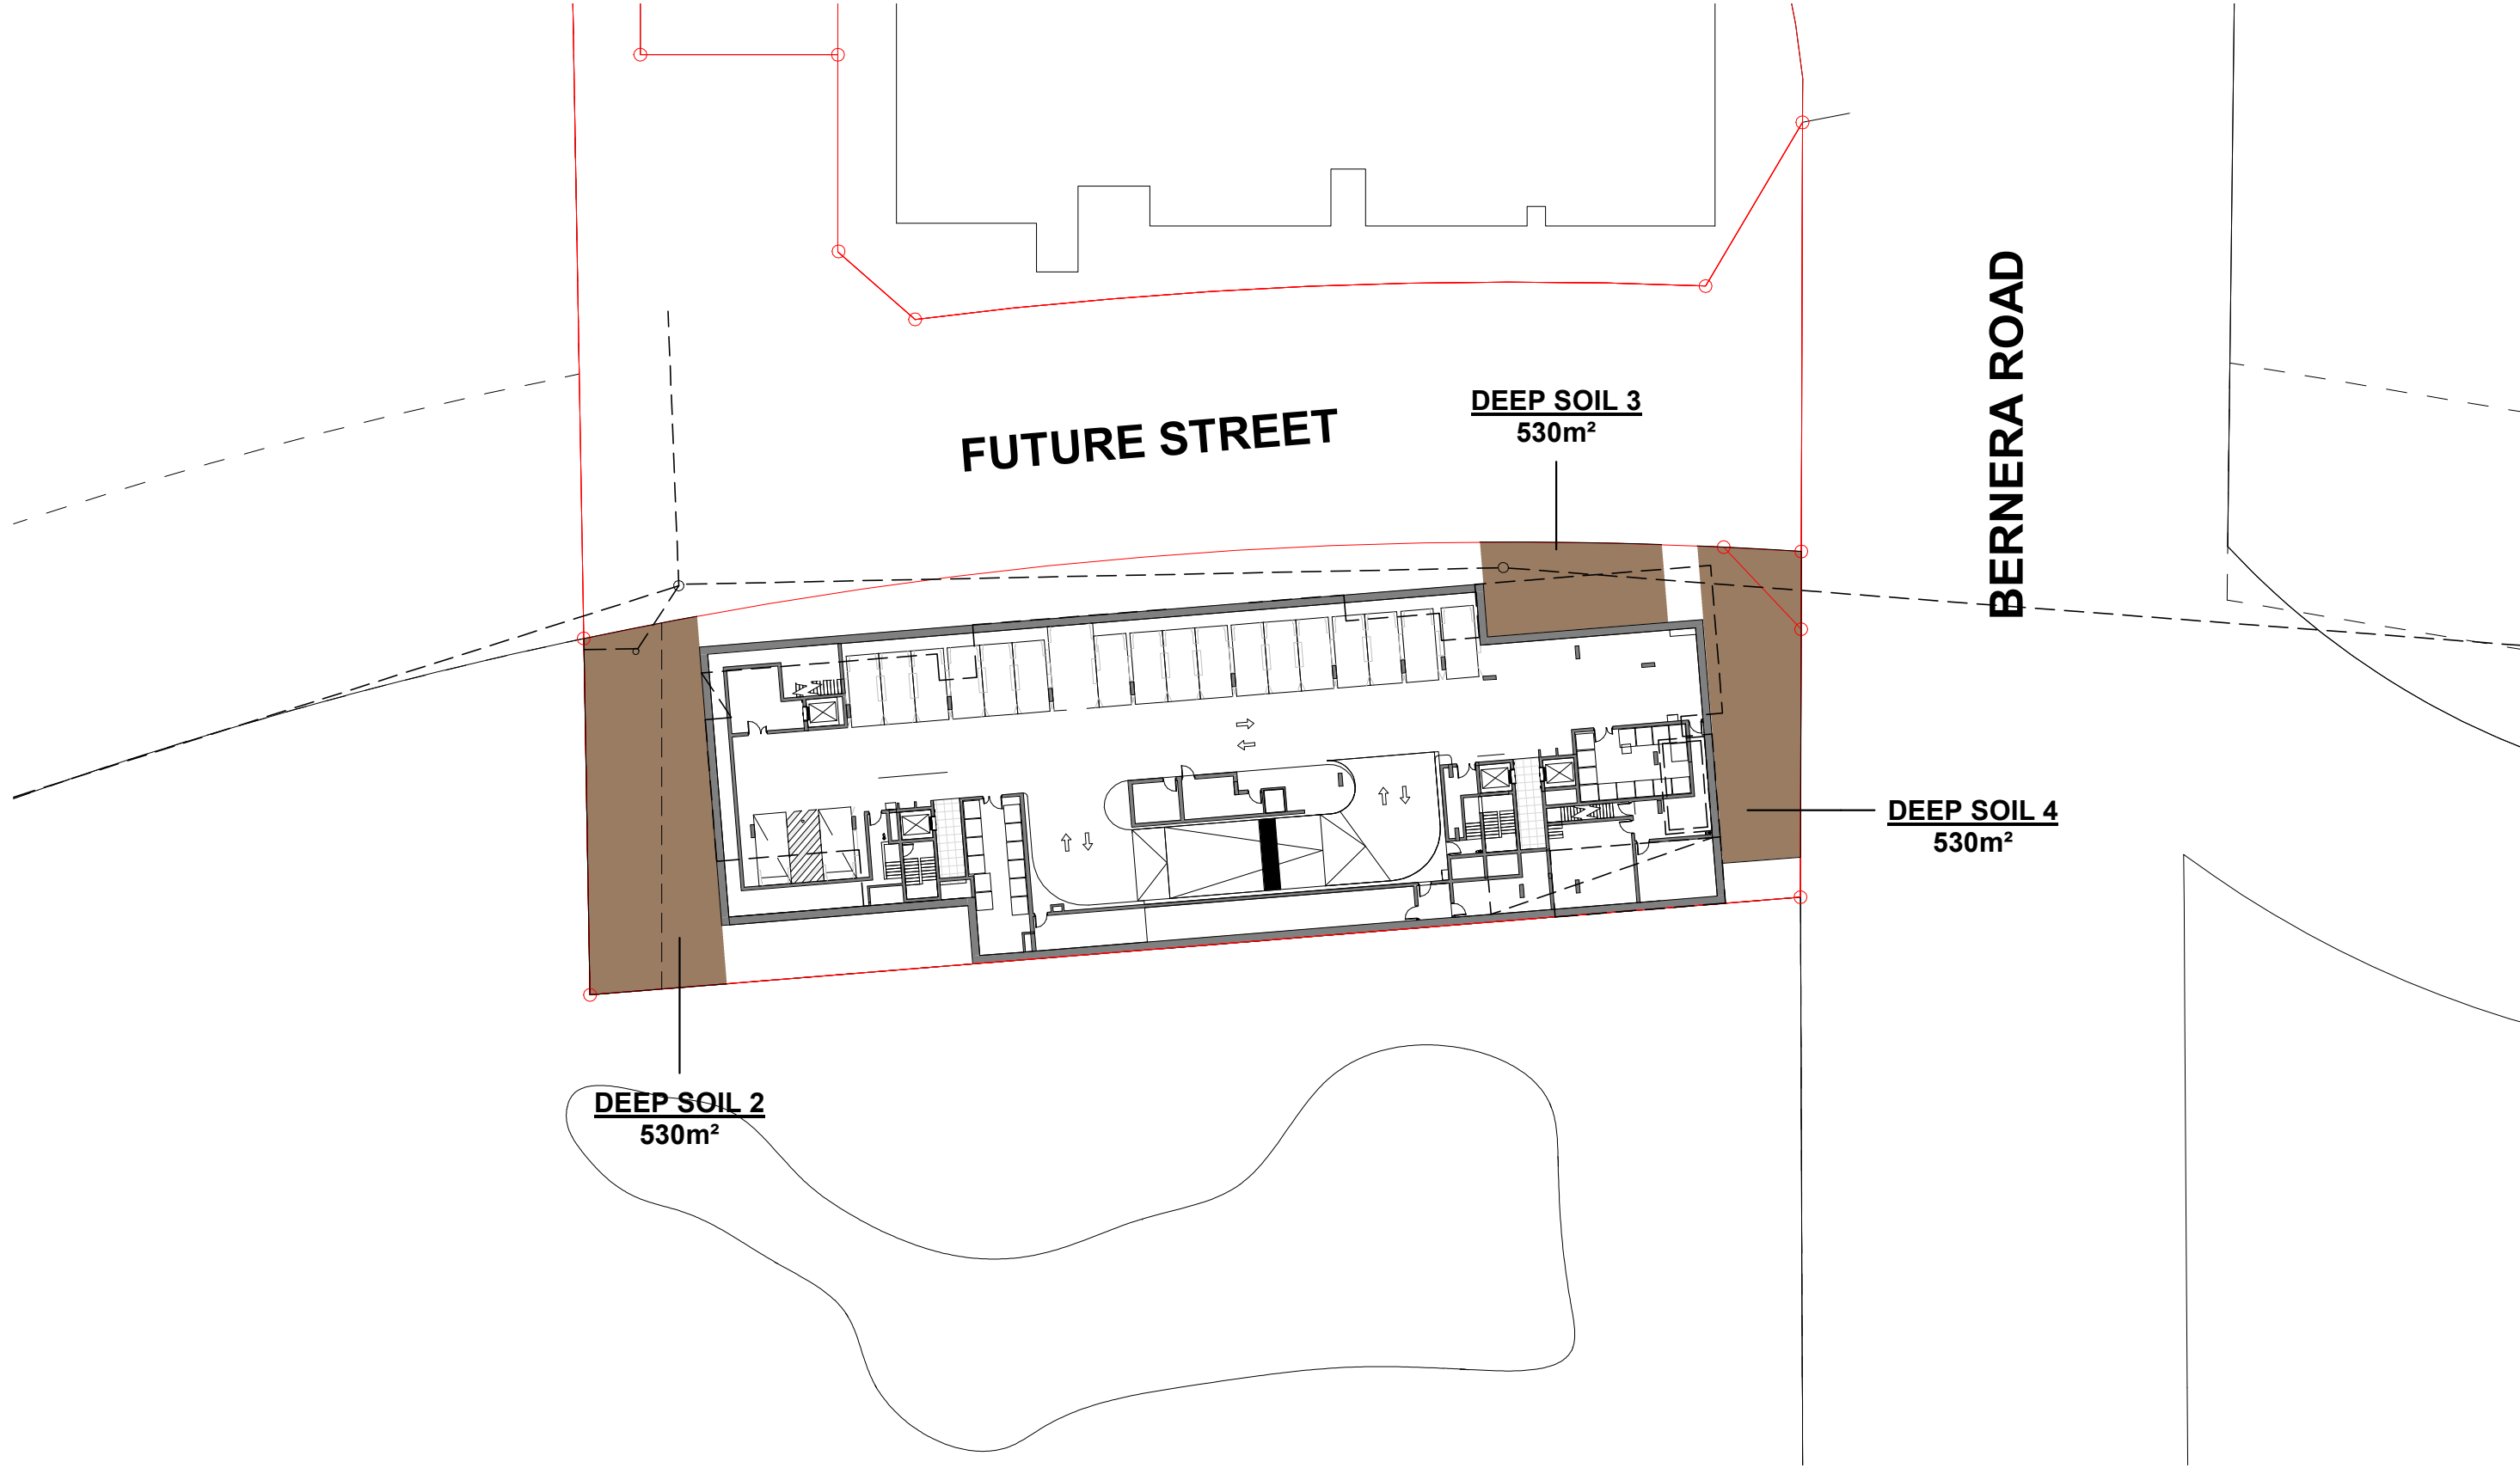 DEEP SOIL 3
530m²
FUTURE STREET
BERNERA ROAD
DEEP SOIL 4
530m²
DEEP SOIL 2
530m²